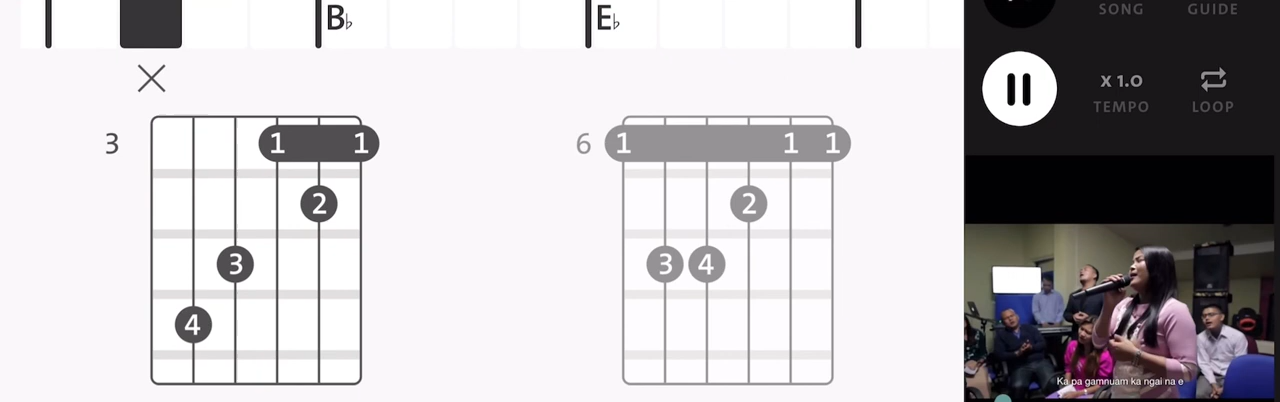 B♭ E♭
SONG GUIDE
X 1.0
TEMPO LOOP
3 1 1
2
3
4
6 1 1 1
2
3 4
Ka pa gamnuam ka ngai na e